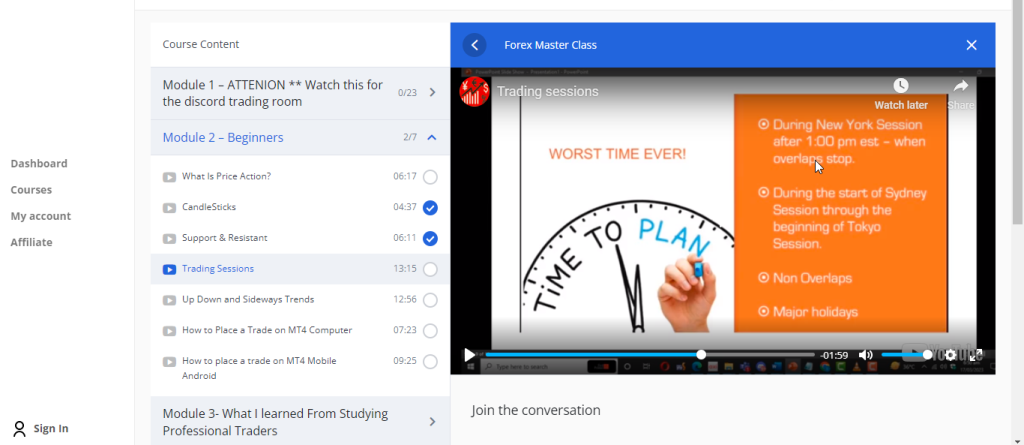 Dashboard
Courses
My account
Affiliate
Sign In
Course Content
Module 1 – ATTENION ** Watch this for
the discord trading room
0/23
Module 2 – Beginners
2/7
What Is Price Action?
06:17
CandleSticks
04:37
Support & Resistant
06:11
Trading Sessions
13:15
Up Down and Sideways Trends
12:56
How to Place a Trade on MT4 Computer
07:23
How to place a trade on MT4 Mobile
Android
09:25
Module 3- What I learned From Studying
Professional Traders
Forex Master Class
Trading sessions
Watch later
Share
WORST TIME EVER!
TIME TO PLAN
During New York Session
after 1:00 pm est – when
overlaps stop.
During the start of Sydney
Session through the
beginning of Tokyo
Session.
Non Overlaps
Major holidays
-01:59
YouTube
Type here to search
Join the conversation